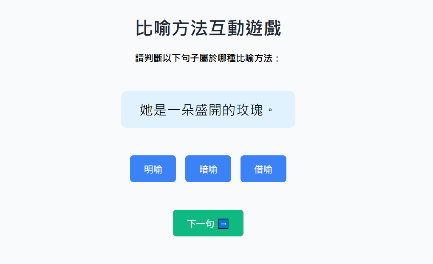 比喻方法互動遊戲
請判斷以下句子屬於哪種比喻方法：
她是一朵盛開的玫瑰。
明喻 暗喻 借喻
下一句 ➡️